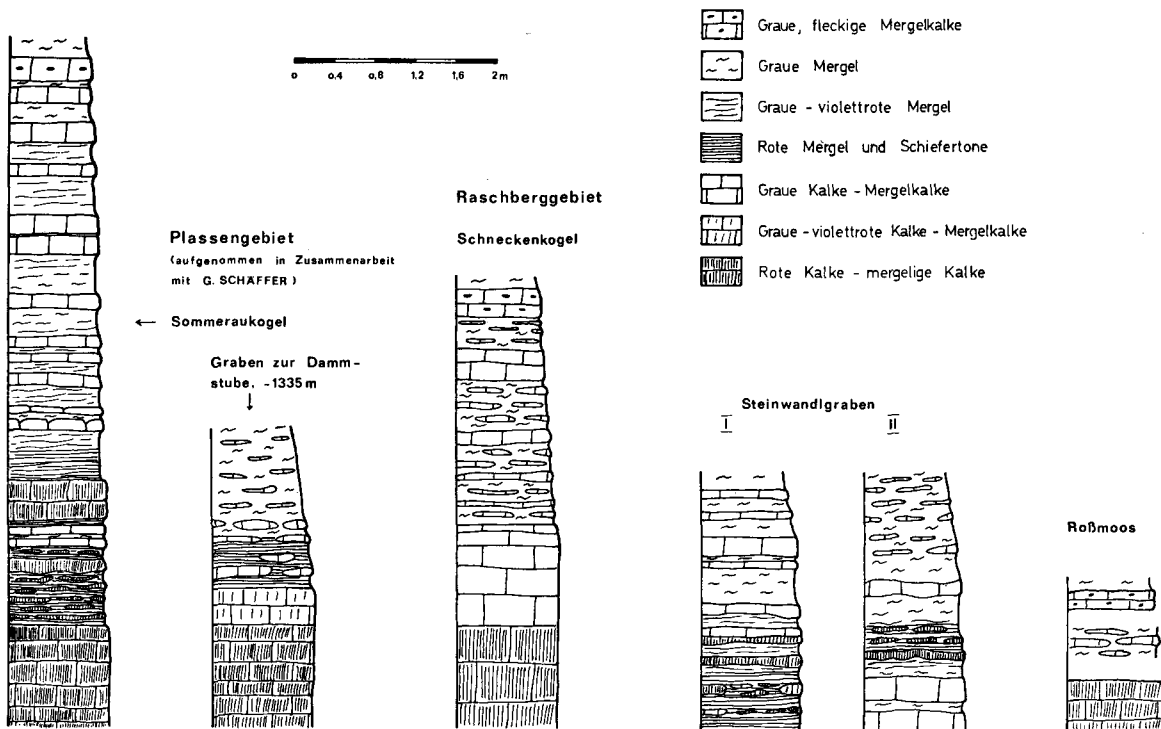 0 0,4 0,8 1,2 1,6 2m
Plassengebiet
(aufgenommen in Zusammenarbeit
mit G. SCHÄFFER)
← Sommeraukogel
Graben zur Damm-
stube, ~1335 m
↓
Raschberggebiet
Schneckenkogel
Graue, fleckige Mergelkalke
Graue Mergel
Graue - violettrote Mergel
Rote Mergel und Schiefertone
Graue Kalke - Mergelkalke
Graue - violettrote Kalke - Mergelkalke
Rote Kalke - mergelige Kalke
Steinwandlgraben
I II
Roßmoos